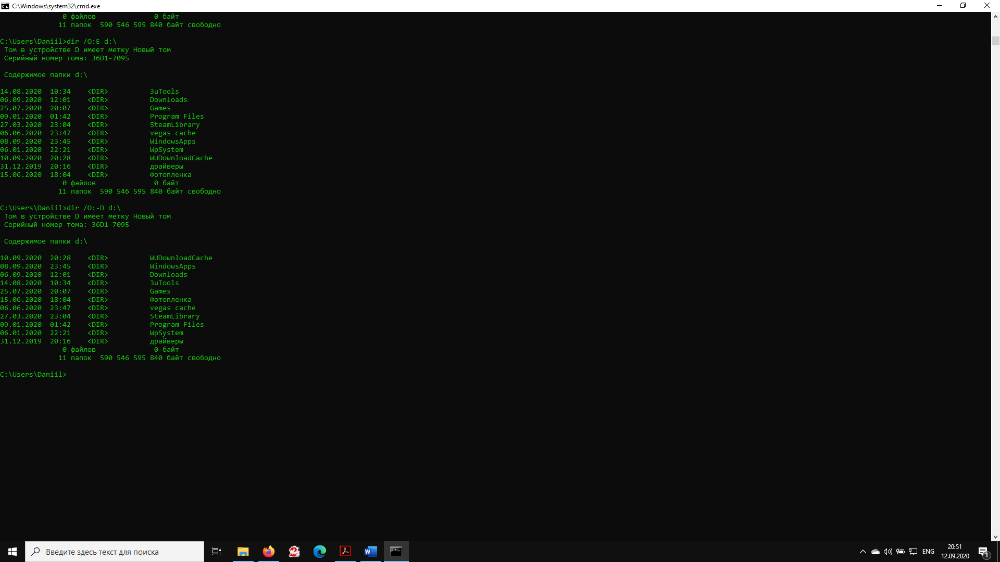 C:\Windows\system32\cmd.exe
0 файлов 0 байт
11 папок 590 546 595 840 байт свободно
C:\Users\Daniil>dir /O:E d:\
Том в устройстве D имеет метку Новый том
Серийный номер тома: 36D1-7095
Содержимое папки d:\
14.08.2020 10:34 <DIR> 3uTools
06.09.2020 12:01 <DIR> Downloads
25.07.2020 20:07 <DIR> Games
09.01.2020 01:42 <DIR> Program Files
27.03.2020 23:04 <DIR> SteamLibrary
06.06.2020 23:47 <DIR> vegas cache
08.09.2020 23:45 <DIR> WindowsApps
06.01.2020 22:21 <DIR> WpSystem
10.09.2020 20:28 <DIR> WUDownloadCache
31.12.2019 20:16 <DIR> драйверы
15.06.2020 18:04 <DIR> Фотопленка
0 файлов 0 байт
11 папок 590 546 595 840 байт свободно
C:\Users\Daniil>dir /O:-D d:\
Том в устройстве D имеет метку Новый том
Серийный номер тома: 36D1-7095
Содержимое папки d:\
10.09.2020 20:28 <DIR> WUDownloadCache
08.09.2020 23:45 <DIR> WindowsApps
06.09.2020 12:01 <DIR> Downloads
14.08.2020 10:34 <DIR> 3uTools
25.07.2020 20:07 <DIR> Games
15.06.2020 18:04 <DIR> Фотопленка
06.06.2020 23:47 <DIR> vegas cache
27.03.2020 23:04 <DIR> SteamLibrary
09.01.2020 01:42 <DIR> Program Files
06.01.2020 22:21 <DIR> WpSystem
31.12.2019 20:16 <DIR> драйверы
0 файлов 0 байт
11 папок 590 546 595 840 байт свободно
C:\Users\Daniil>
Введите здесь текст для поиска
ENG
20:51
12.09.2020
1